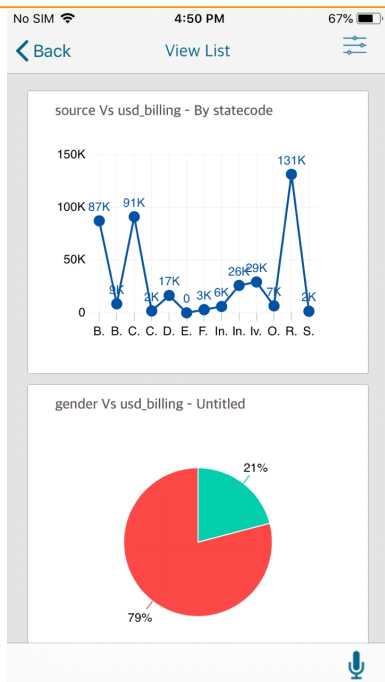 No SIM 4:50 PM 67%
Back View List
source Vs usd_billing - By statecode
150K
131K
100K 87K 91K
50K
26K 29K
17K
9K 2K 0 3K 6K 7K 2K
0
B. B. C. C. D. E. F. In. In. Iv. O. R. S.
gender Vs usd_billing - Untitled
21%
79%